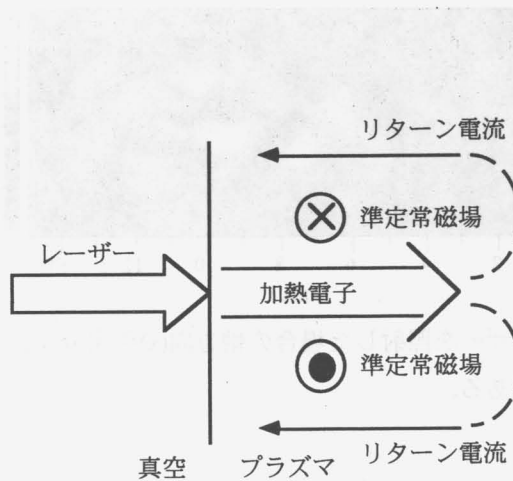 リターン電流
準定常磁場
レーザー
加熱電子
準定常磁場
リターン電流
真空 プラズマ